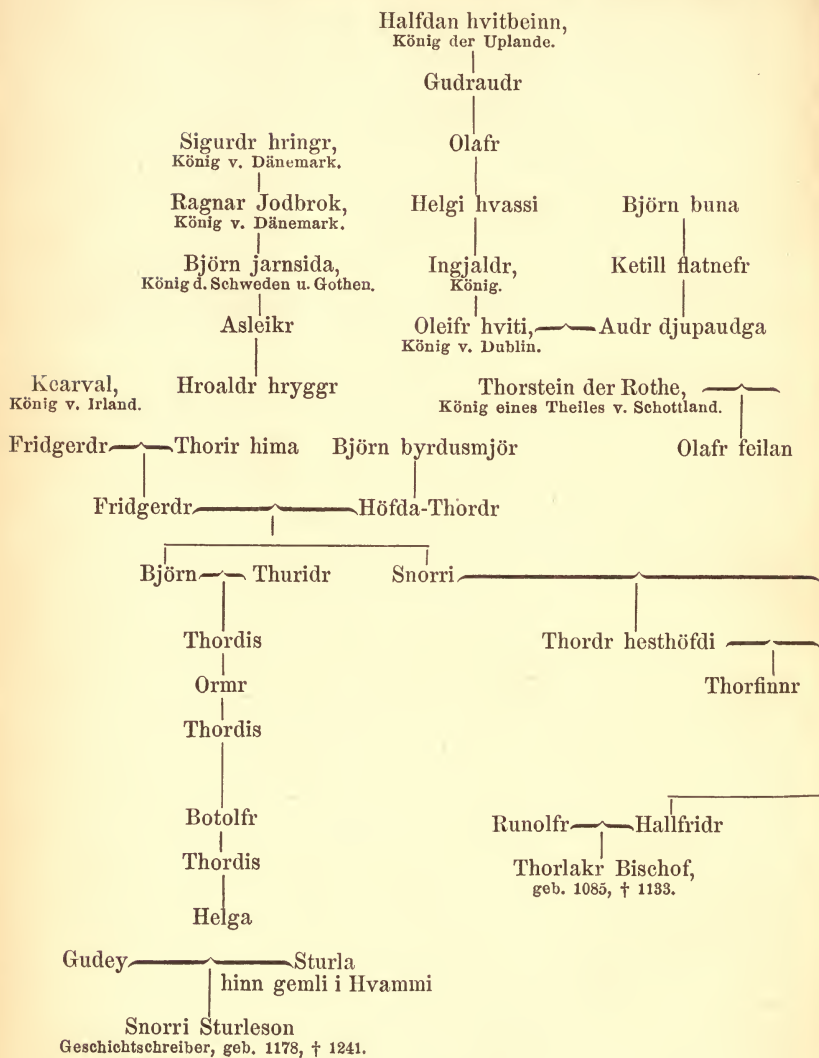 Halfdan hvitbeinn,
König der Uplande.
Gudraudr
Sigurdr hringr,
König v. Dänemark.
Olafr
Ragnar Jodbrok,
König v. Dänemark.
Helgi hvassi
Björn buna
Björn jarnsida,
König d. Schweden u. Gothen.
Ingjaldr,
König.
Ketill flatnefr
Asleikr
Oleifr hviti,
König v. Dublin.
Audr djupaudga
Kearval,
König v. Irland.
Hroaldr hryggr
Thorstein der Rothe,
König eines Theiles v. Schottland.
Fridgerdr
Thorir hima
Björn byrdusmjör
Olafr feilan
Fridgerdr
Höfda-Thordr
Björn
Thuridr
Snorri
Thordis
Thordr hesthöfdi
Ormr
Thorfinnr
Thordis
Botolfr
Runolfr
Hallfridr
Thordis
Thorlakr Bischof,
geb. 1085, † 1133.
Helga
Gudey
Sturla
hinn gemli i Hvammi
Snorri Sturleson
Geschichtschreiber, geb. 1178, † 1241.